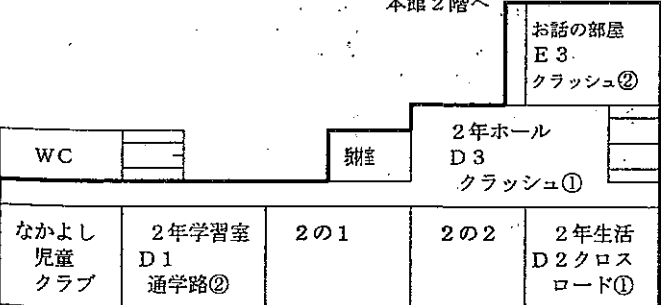 本館2階へ
お話の部屋
E3
クラッシュ②
2年ホール
D3
クラッシュ①
WC
なかよし
児童
クラブ
2年学習室
D1
通学路②
2の1
2の2
2年生活
D2クロス
ロード①